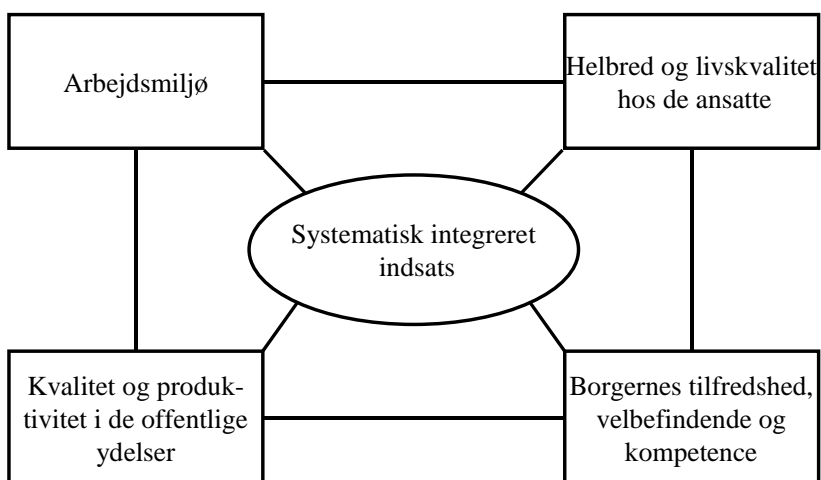 Arbejdsmiljø
Helbred og livskvalitet
hos de ansatte
Systematisk integreret
indsats
Kvalitet og produk-
tivitet i de offentlige
ydelser
Borgernes tilfredshed,
velbefindende og
kompetence